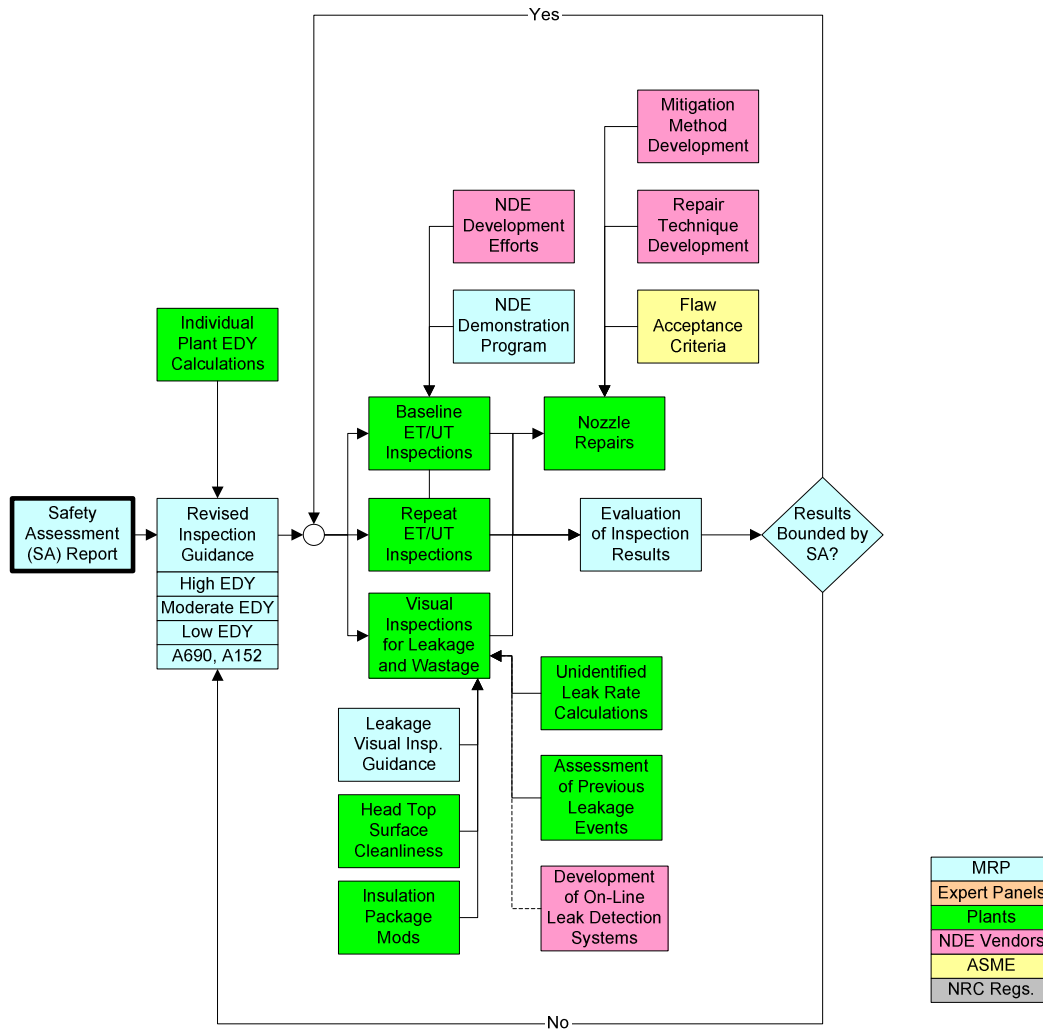 Yes
Mitigation
Method
Development
NDE
Development
Efforts
Repair
Technique
Development
NDE
Demonstration
Program
Flaw
Acceptance
Criteria
Individual
Plant EDY
Calculations
Baseline
ET/UT
Inspections
Nozzle
Repairs
Safety
Assessment
(SA) Report
Revised
Inspection
Guidance
High EDY
Moderate EDY
Low EDY
A690, A152
Repeat
ET/UT
Inspections
Evaluation
of Inspection
Results
Results
Bounded by
SA?
Visual
Inspections
for Leakage
and Wastage
Unidentified
Leak Rate
Calculations
Leakage
Visual Insp.
Guidance
Assessment
of Previous
Leakage
Events
Head Top
Surface
Cleanliness
Development
of On-Line
Leak Detection
Systems
Insulation
Package
Mods
MRP
Expert Panels
Plants
NDE Vendors
ASME
NRC Regs.
No